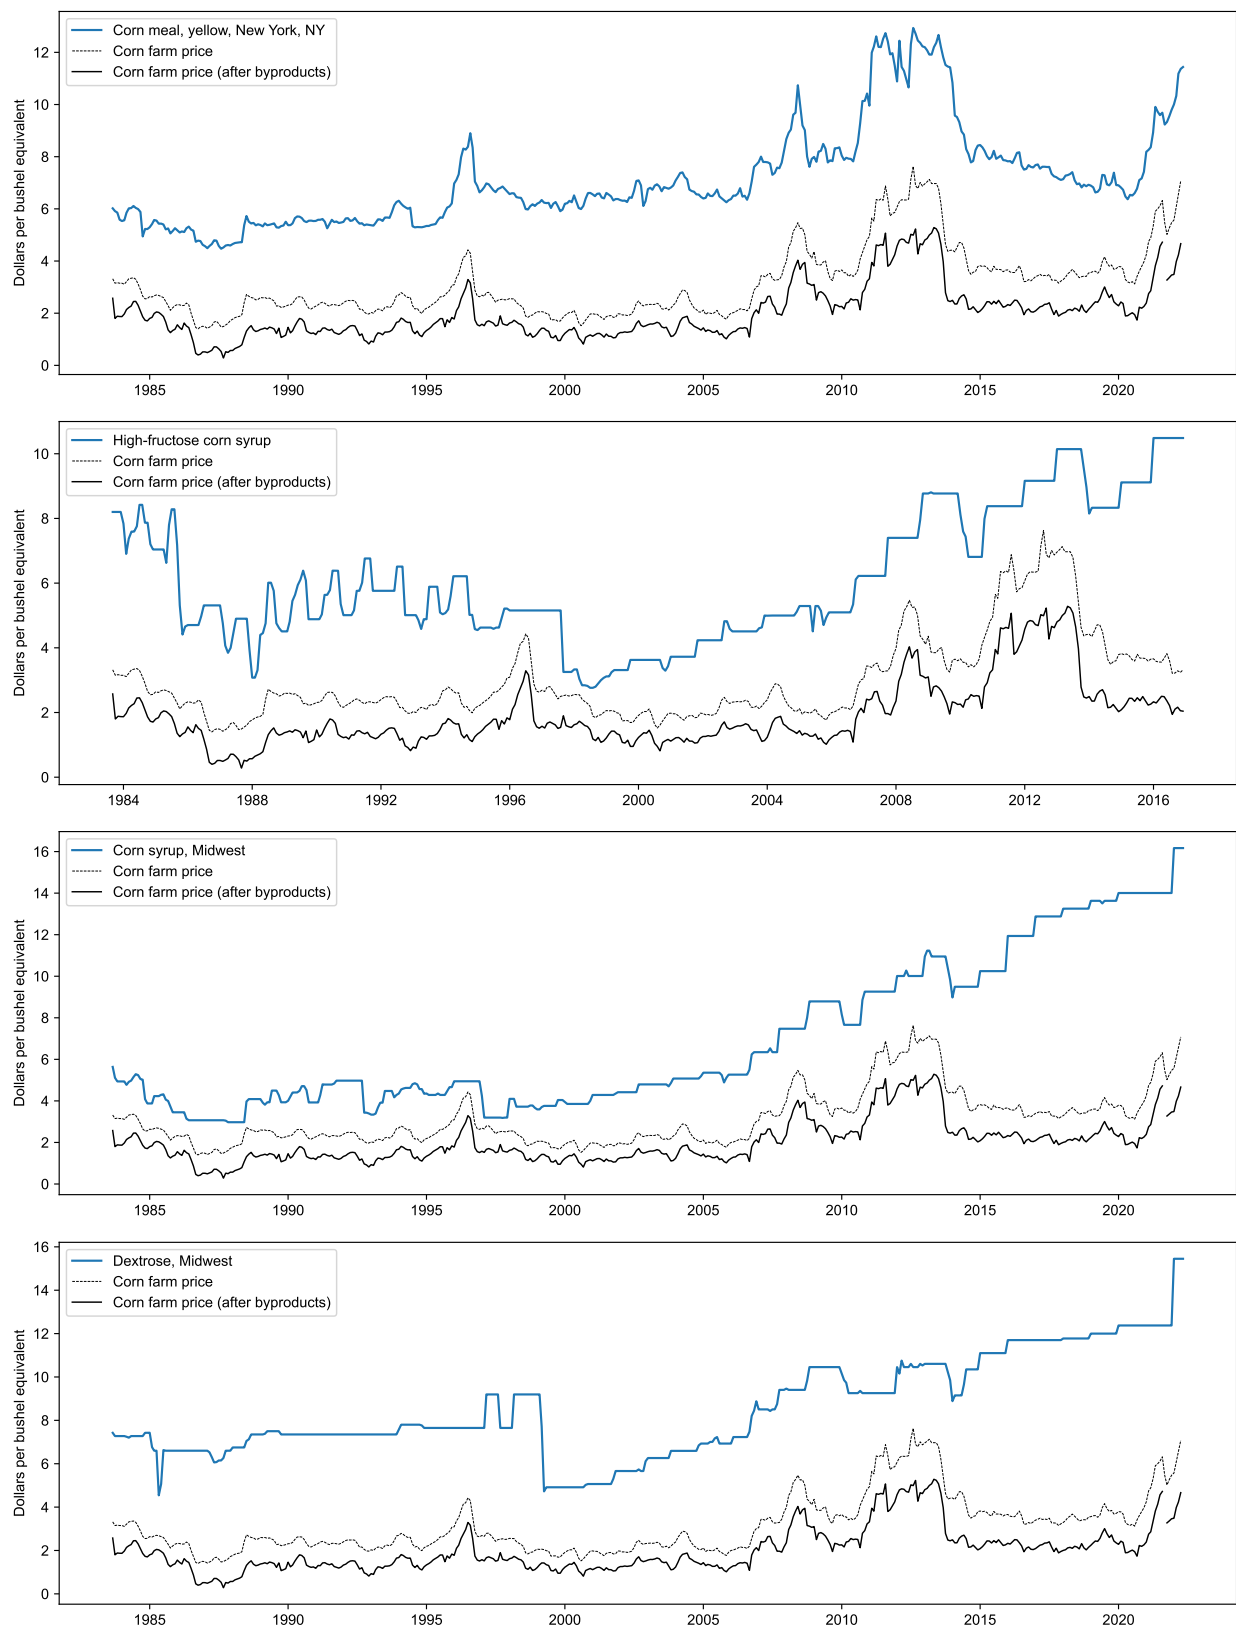 Corn meal, yellow, New York, NY
Corn farm price
Corn farm price (after byproducts)
Dollars per bushel equivalent
12
10
8
6
4
2
0
1985 1990 1995 2000 2005 2010 2015 2020
High-fructose corn syrup
Corn farm price
Corn farm price (after byproducts)
Dollars per bushel equivalent
10
8
6
4
2
0
1984 1988 1992 1996 2000 2004 2008 2012 2016
Corn syrup, Midwest
Corn farm price
Corn farm price (after byproducts)
Dollars per bushel equivalent
16
14
12
10
8
6
4
2
0
1985 1990 1995 2000 2005 2010 2015 2020
Dextrose, Midwest
Corn farm price
Corn farm price (after byproducts)
Dollars per bushel equivalent
16
14
12
10
8
6
4
2
0
1985 1990 1995 2000 2005 2010 2015 2020